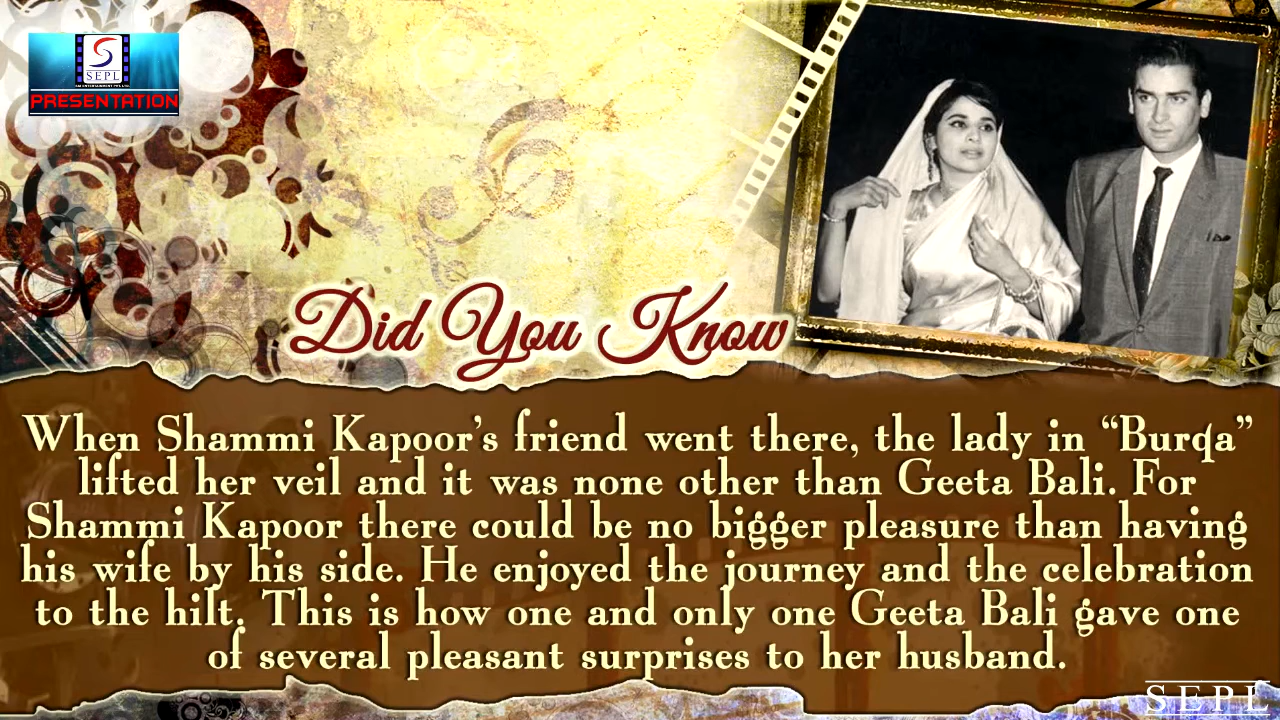 SEPL
PRESENTATION
Did You Know
When Shammi Kapoor's friend went there, the lady in “Burqa”
lifted her veil and it was none other than Geeta Bali. For
Shammi Kapoor there could be no bigger pleasure than having
his wife by his side. He enjoyed the journey and the celebration
to the hilt. This is how one and only one Geeta Bali gave one
of several pleasant surprises to her husband.
SEPL